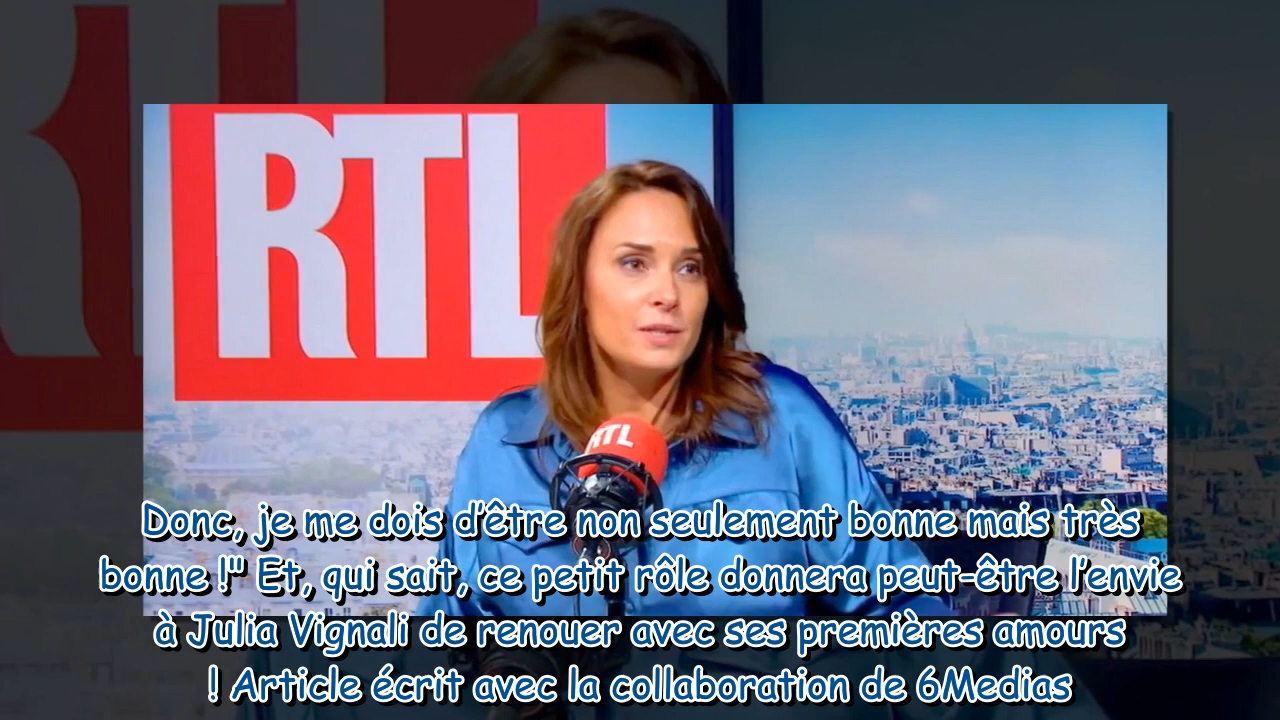 RTL
RTL
Donc, je me dois d'être non seulement bonne mais très
bonne !" Et, qui sait, ce petit rôle donnera peut-être l'envie
à Julia Vignali de renouer avec ses premières amours
! Article écrit avec la collaboration de 6Medias